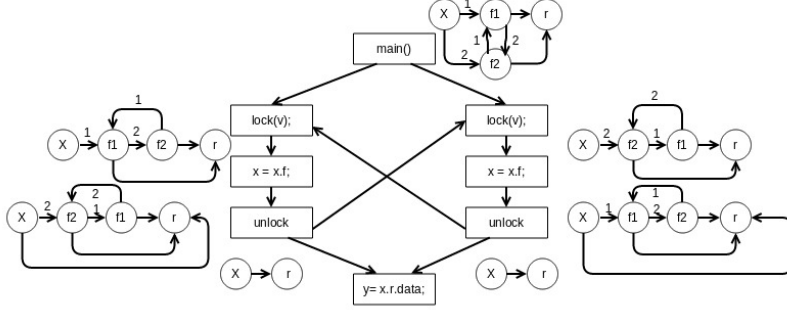 X 1 f1 r
1 2
2 f2
main()
1
X 1 f1 2 f2 r
lock(v);
lock(v);
2
X 2 f2 1 f1 r
x = x.f;
x = x.f;
2
X 2 f2 1 f1 r
unlock
unlock
1
X 1 f1 2 f2 r
X r
y= x.r.data;
X r